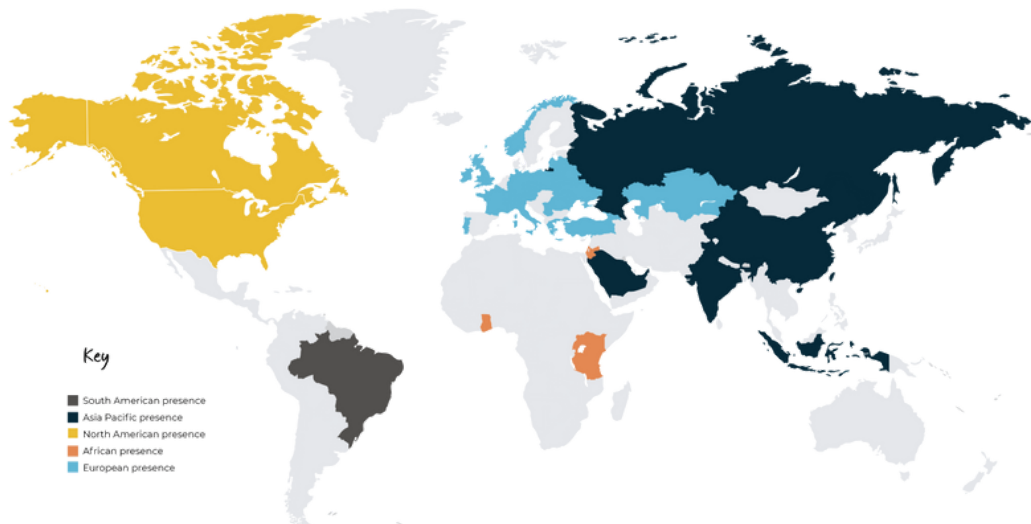 Key
South American presence
Asia Pacific presence
North American presence
African presence
European presence